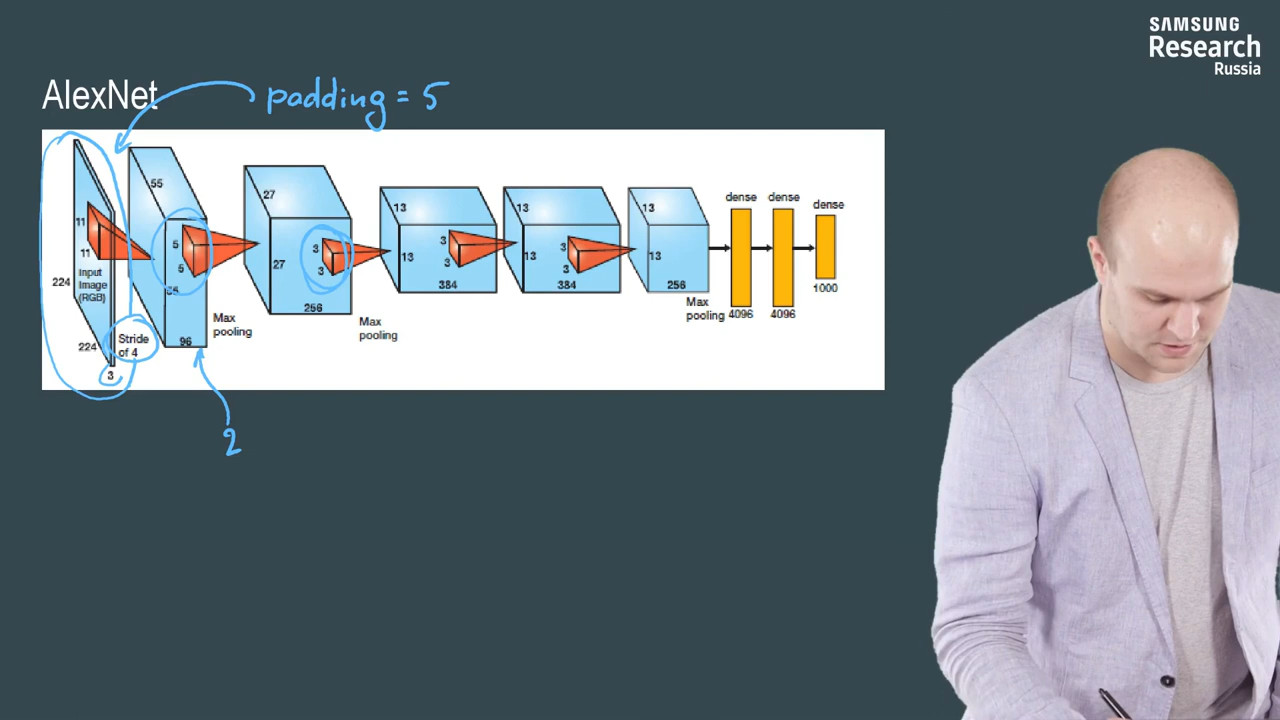 SAMSUNG
Research
Russia
AlexNet
padding = 5
11
11
Input
Image
(RGB)
224
224
3
Stride
of 4
55
5
5
96
Max
pooling
2
27
27
3
3
256
Max
pooling
13
13
3
3
384
13
13
3
3
384
13
13
256
Max
pooling
dense
4096
dense
4096
dense
1000